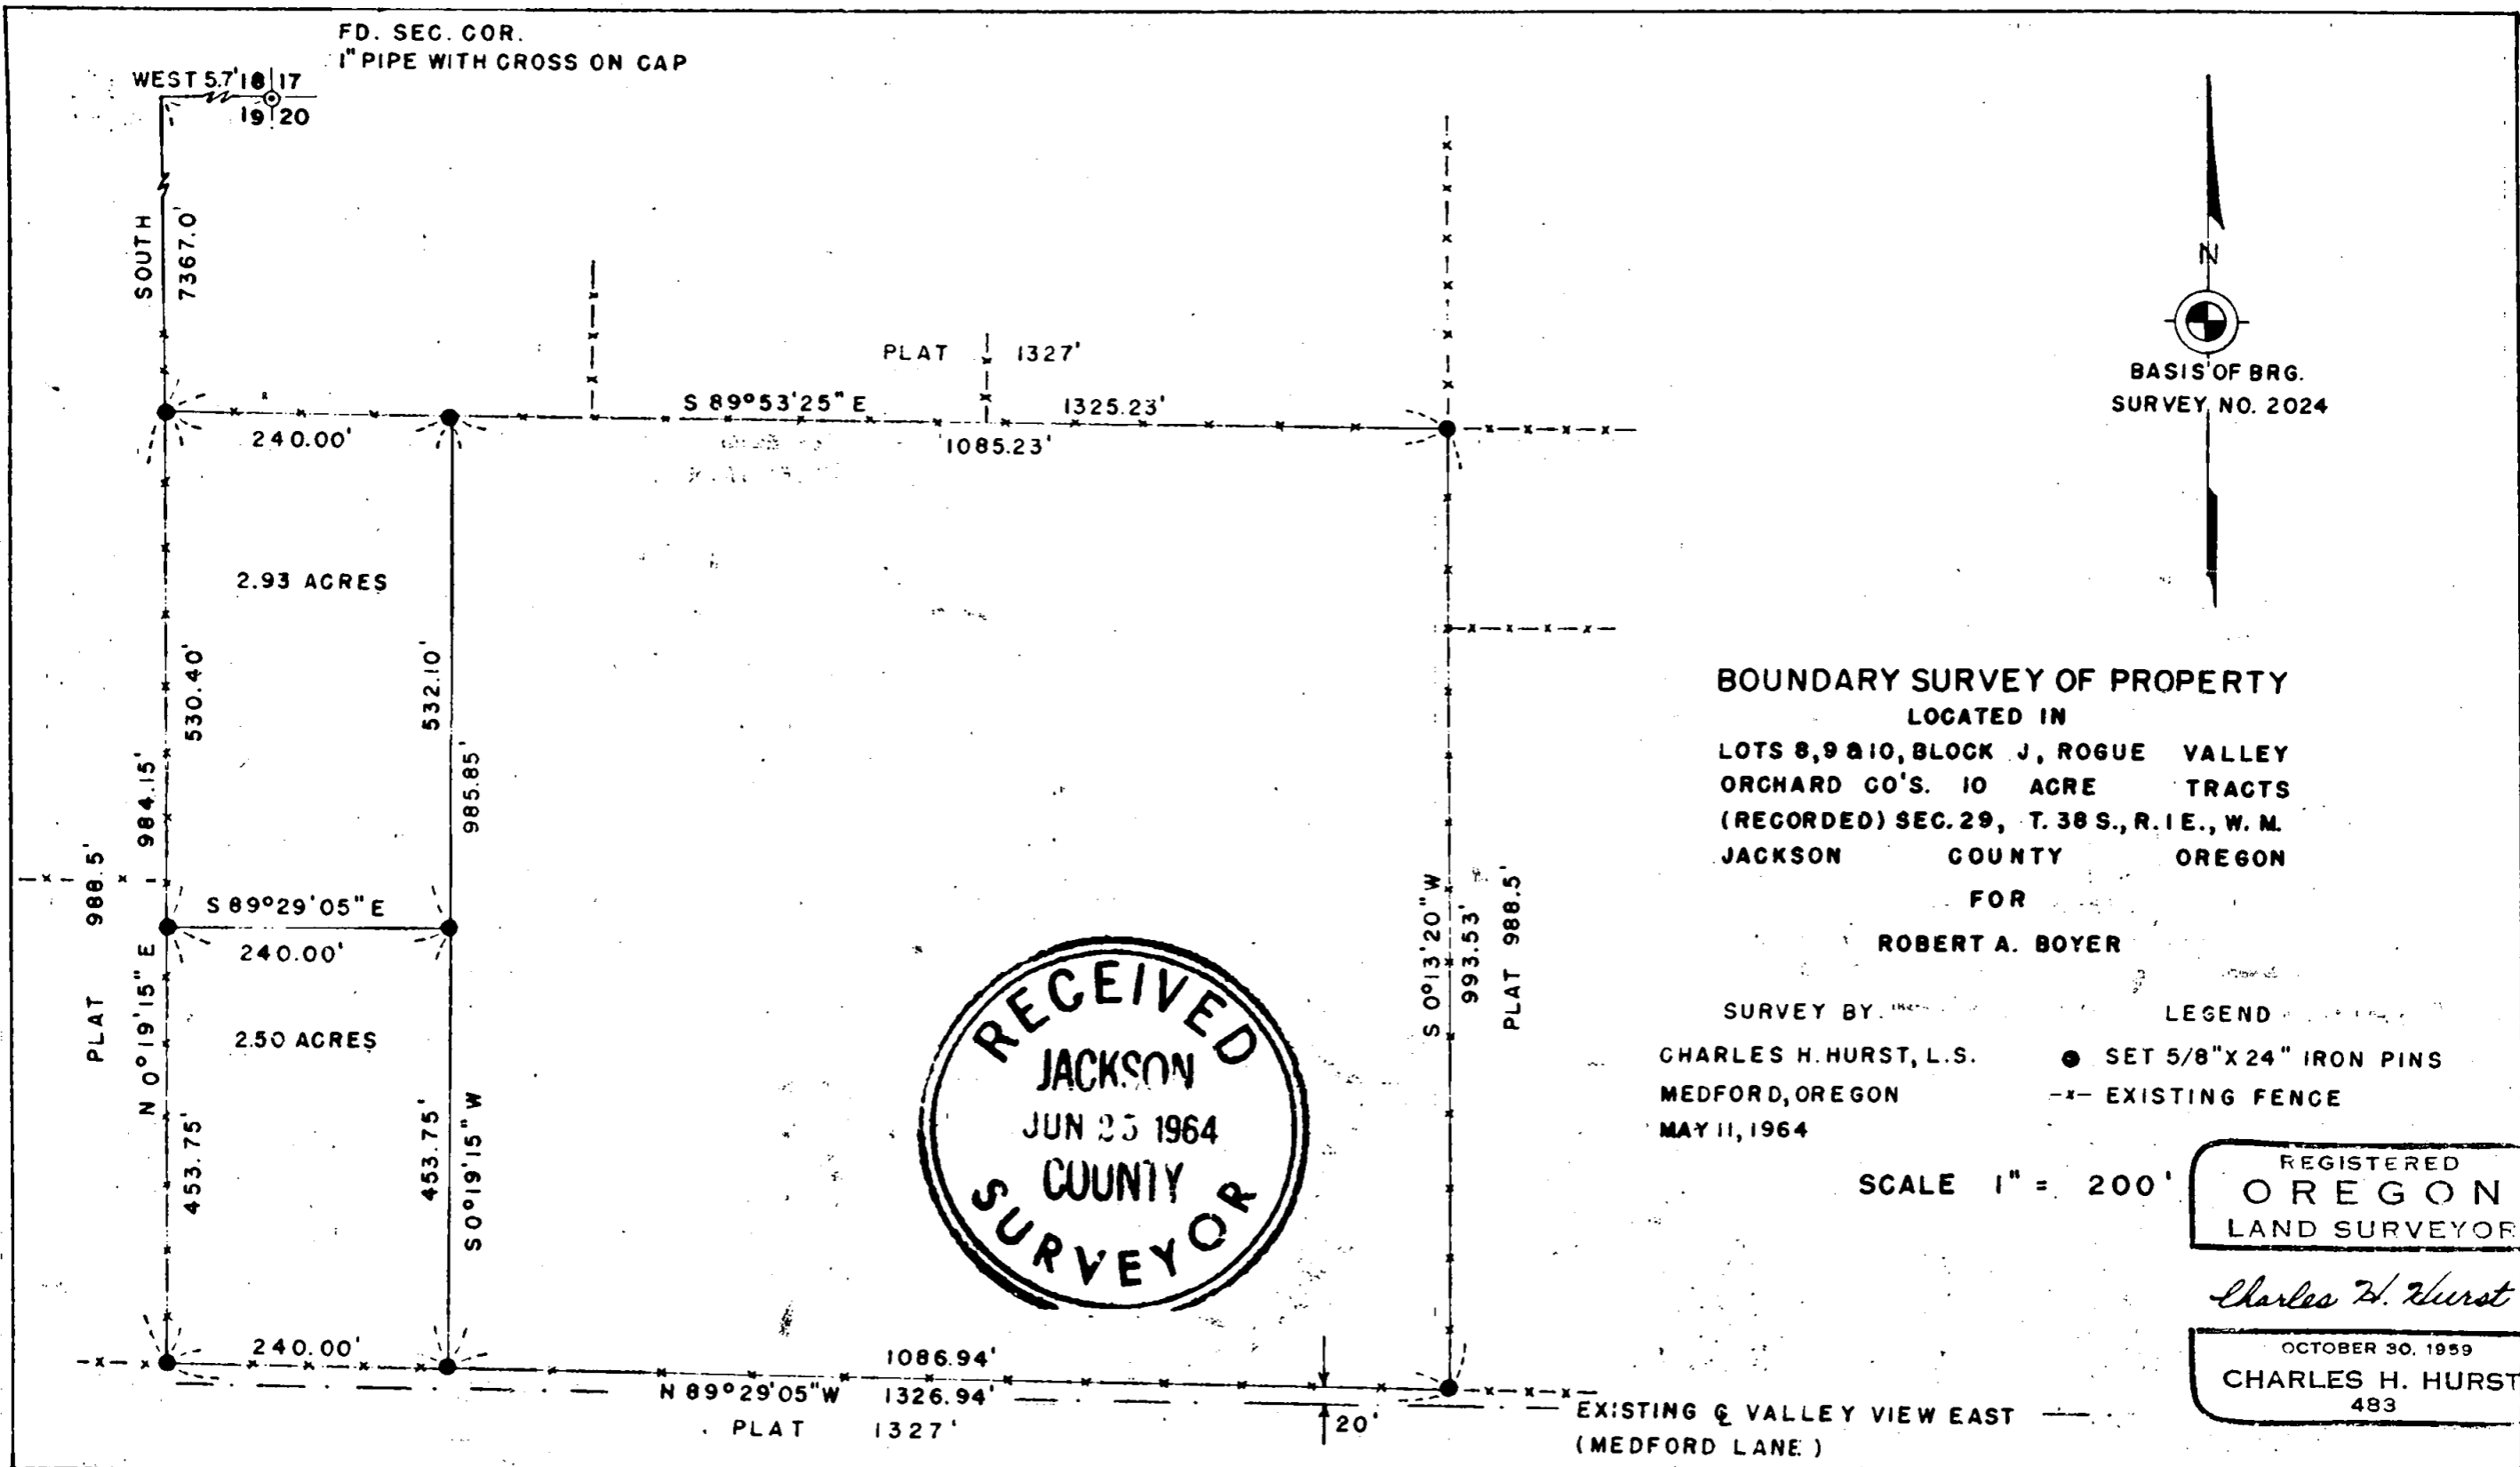 FD. SEC. COR.
1" PIPE WITH CROSS ON CAP
WEST 5.7' 18 17
19 20
SOUTH
7367.0'
PLAT 1327'
S 89°53'25" E 1325.23'
240.00'
1085.23'
N
BASIS OF BRG.
SURVEY NO. 2024
2.93 ACRES
530.40'
532.10'
984.15'
985.85'
PLAT 988.5'
N 0°19'15" E
S 89°29'05" E
240.00'
2.50 ACRES
453.75'
453.75'
S 0°19'15" W
S 0°13'20" W
993.53'
PLAT 988.5'
BOUNDARY SURVEY OF PROPERTY
LOCATED IN
LOTS 8,9 & 10, BLOCK J, ROGUE VALLEY
ORCHARD CO'S. 10 ACRE TRACTS
(RECORDED) SEC. 29, T. 38 S., R. 1 E., W. M.
JACKSON COUNTY OREGON
FOR
ROBERT A. BOYER
SURVEY BY
CHARLES H. HURST, L.S.
MEDFORD, OREGON
MAY 11, 1964
LEGEND
SET 5/8" X 24" IRON PINS
-x- EXISTING FENCE
SCALE 1" = 200'
RECEIVED
JACKSON
JUN 1964
COUNTY
SURVEYOR
REGISTERED
OREGON
LAND SURVEYOR
Charles H. Hurst
OCTOBER 30, 1959
CHARLES H. HURST
483
240.00'
1086.94'
N 89°29'05" W 1326.94'
PLAT 1327'
20'
EXISTING ℄ VALLEY VIEW EAST
(MEDFORD LANE)